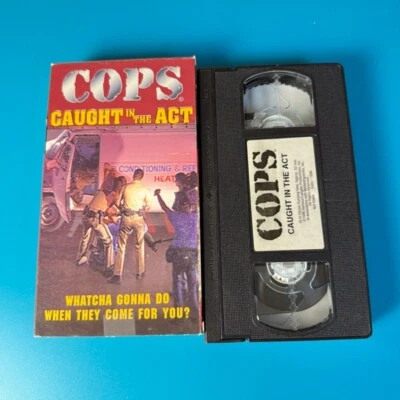 COPS
CAUGHT IN THE ACT
CONDITIONING & REF
HEAT
WHATCHA GONNA DO
WHEN THEY COME FOR YOU?
COPS
CAUGHT IN THE ACT